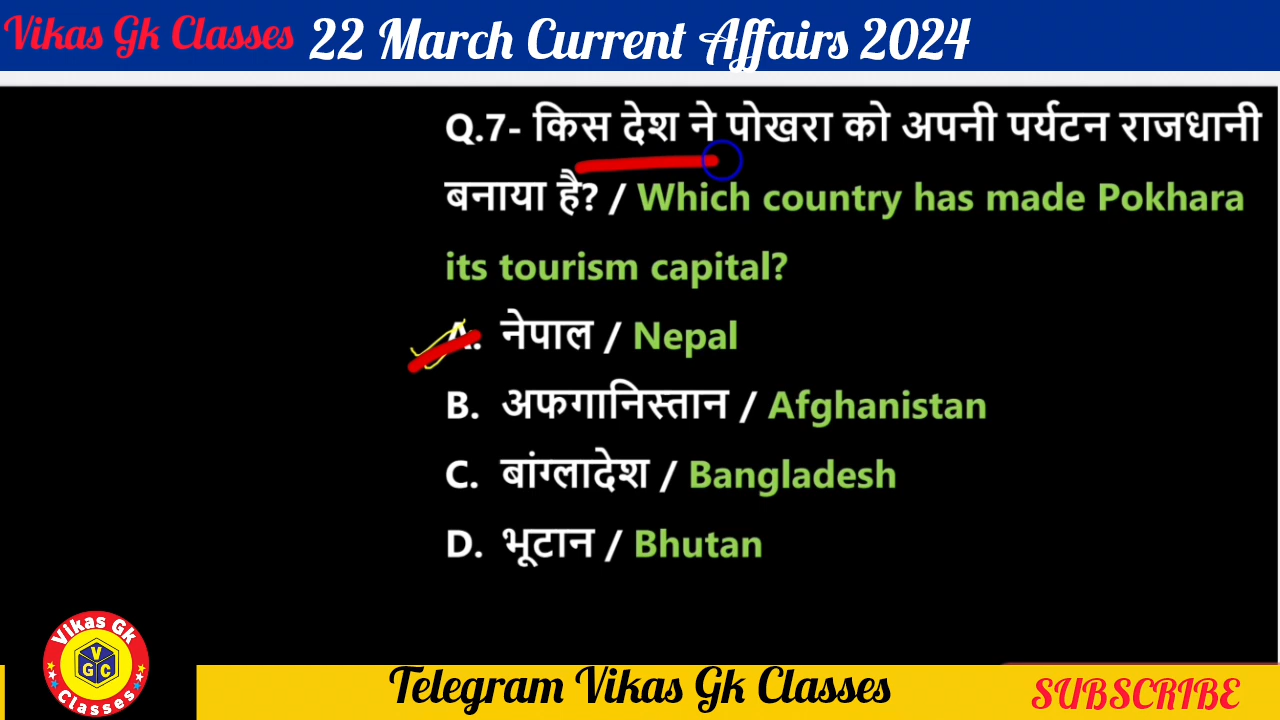 Vikas Gk Classes 22 March Current Affairs 2024
Q.7- किस देश ने पोखरा को अपनी पर्यटन राजधानी
बनाया है? / Which country has made Pokhara
its tourism capital?
A. नेपाल / Nepal
B. अफगानिस्तान / Afghanistan
C. बांग्लादेश / Bangladesh
D. भूटान / Bhutan
Vikas Gk
V
G C
Classes
Telegram Vikas Gk Classes
SUBSCRIBE